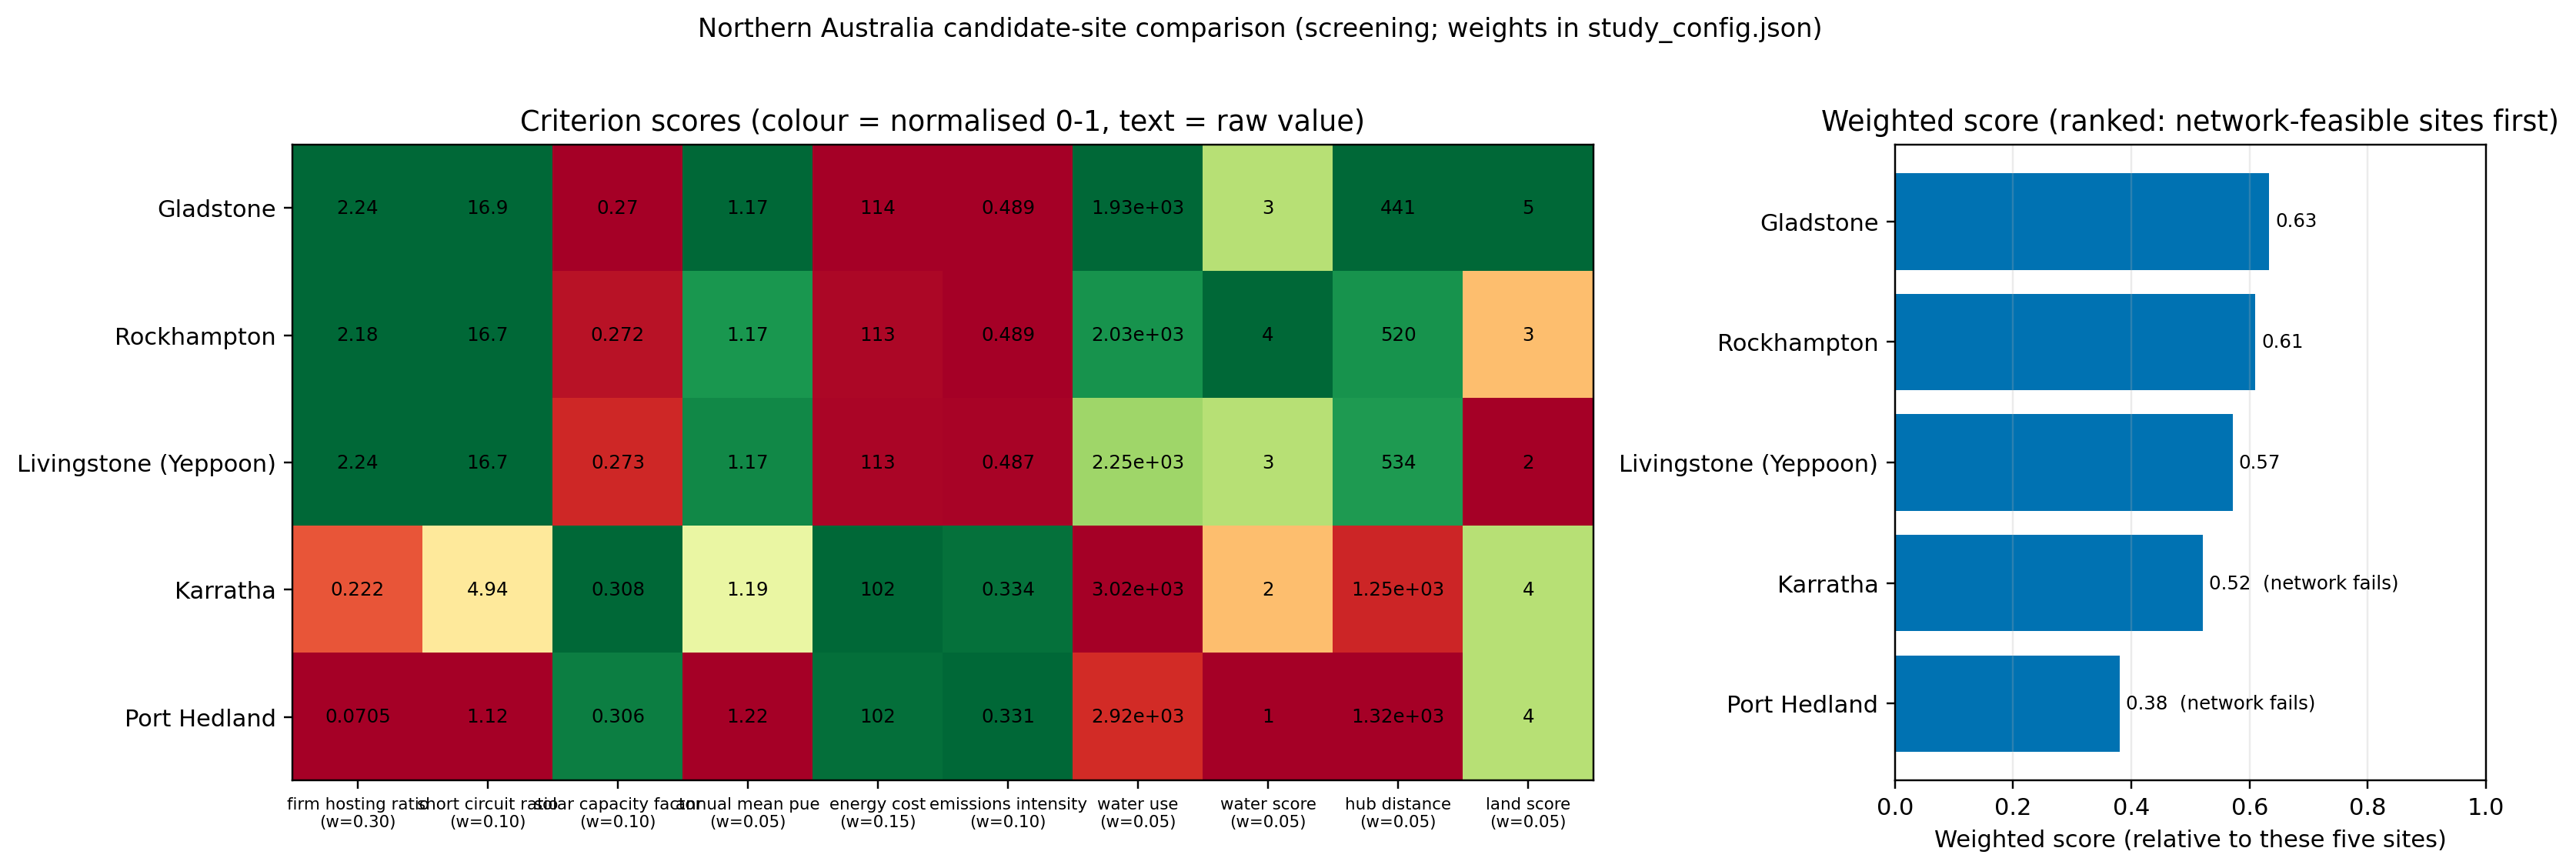 Northern Australia candidate-site comparison (screening; weights in study_config.json)
Criterion scores (colour = normalised 0-1, text = raw value)
Gladstone 2.24 16.9 0.27 1.17 114 0.489 1.93e+03 3 441 5
Rockhampton 2.18 16.7 0.272 1.17 113 0.489 2.03e+03 4 520 3
Livingstone (Yeppoon) 2.24 16.7 0.273 1.17 113 0.487 2.25e+03 3 534 2
Karratha 0.222 4.94 0.308 1.19 102 0.334 3.02e+03 2 1.25e+03 4
Port Hedland 0.0705 1.12 0.306 1.22 102 0.331 2.92e+03 1 1.32e+03 4
firm hosting ratio short circuit ratio solar capacity factor annual mean pue energy cost emissions intensity water use water score hub distance land score
(w=0.30) (w=0.10) (w=0.10) (w=0.05) (w=0.15) (w=0.10) (w=0.05) (w=0.05) (w=0.05) (w=0.05)
Weighted score (ranked: network-feasible sites first)
Gladstone 0.63
Rockhampton 0.61
Livingstone (Yeppoon) 0.57
Karratha 0.52 (network fails)
Port Hedland 0.38 (network fails)
0.0 0.2 0.4 0.6 0.8 1.0
Weighted score (relative to these five sites)